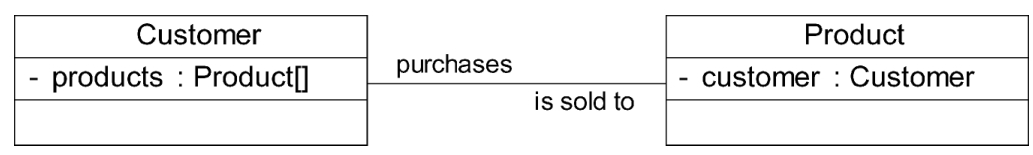 Customer
- products : Product[]
purchases
is sold to
Product
- customer : Customer